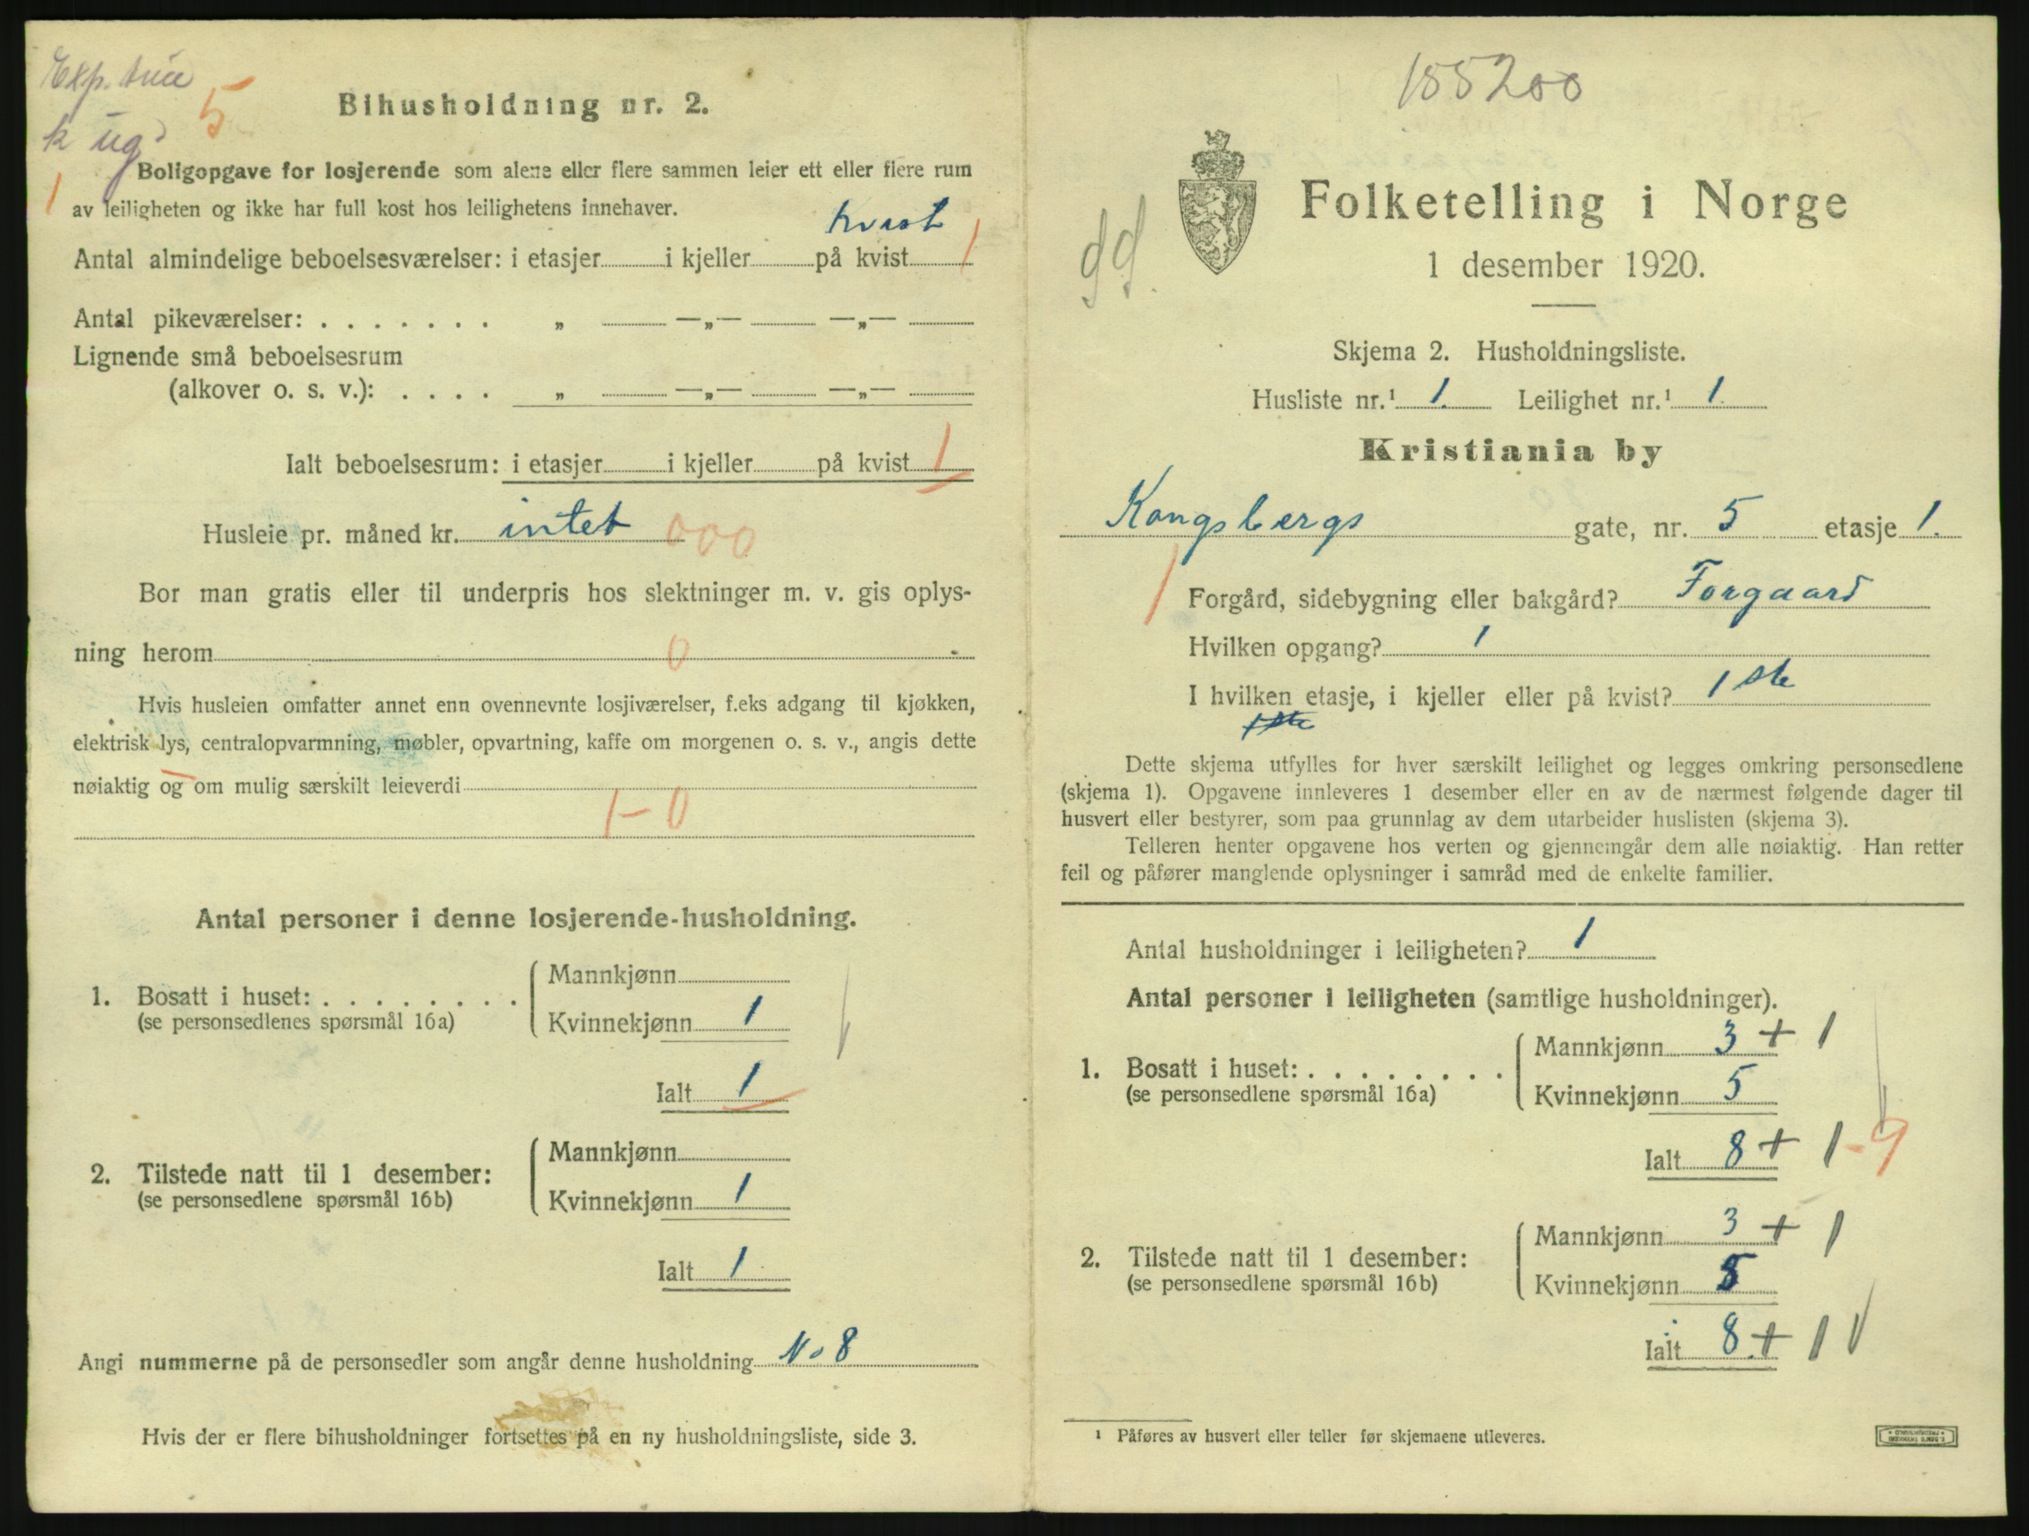 Exp. 
k ug
5
Bihusholdning nr. 2.
1
Boligopgave for losjerende som alene eller flere sammen leier ett eller flere rum
av leiligheten og ikke har full kost hos leilighetens innehaver.
Kvist
Antal almindelige beboelsesværelser: i etasjer i kjeller på kvist 1
Antal pikeværelser: . . . . . . . „ —„— —„—
Lignende små beboelsesrum
(alkover o. s. v.): . . . . „ —„— —„—
Ialt beboelsesrum: i etasjer i kjeller på kvist 1
Husleie pr. måned kr. intet 000
Bor man gratis eller til underpris hos slektninger m. v. gis oplys-
ning herom 0
Hvis husleien omfatter annet enn ovennevnte losjiværelser, f.eks adgang til kjøkken,
elektrisk lys, centralopvarmning, møbler, opvartning, kaffe om morgenen o. s. v., angis dette
nøiaktig og om mulig særskilt leieverdi
1-0
Antal personer i denne losjerende-husholdning.
1. Bosatt i huset: . . . . . . . .
(se personsedlenes spørsmål 16a)
Mannkjønn
Kvinnekjønn 1
Ialt 1
2. Tilstede natt til 1 desember:
(se personsedlene spørsmål 16b)
Mannkjønn
Kvinnekjønn 1
Ialt 1
Angi nummerne på de personsedler som angår denne husholdning No 8
Hvis der er flere bihusholdninger fortsettes på en ny husholdningsliste, side 3.
155200
Folketelling i Norge
1 desember 1920.
Skjema 2. Husholdningsliste.
Husliste nr.¹ 1. Leilighet nr.¹ 1.
Kristiania by
Kongsbergs gate, nr. 5 etasje 1.
1
Forgård, sidebygning eller bakgård? Forgaard
Hvilken opgang? 1
I hvilken etasje, i kjeller eller på kvist? 1ste
1ste
Dette skjema utfylles for hver særskilt leilighet og legges omkring personsedlene
(skjema 1). Opgavene innleveres 1 desember eller en av de nærmest følgende dager til
husvert eller bestyrer, som paa grunnlag av dem utarbeider huslisten (skjema 3).
Telleren henter opgavene hos verten og gjennemgår dem alle nøiaktig. Han retter
feil og påfører manglende oplysninger i samråd med de enkelte familier.
Antal husholdninger i leiligheten? 1
Antal personer i leiligheten (samtlige husholdninger).
1. Bosatt i huset: . . . . . . . .
(se personsedlenes spørsmål 16a)
Mannkjønn 3 + 1
Kvinnekjønn 5
Ialt 8 + 1 - 9
2. Tilstede natt til 1 desember:
(se personsedlene spørsmål 16b)
Mannkjønn 3 + 1
Kvinnekjønn 5
Ialt 8 + 1
¹ Påføres av husvert eller teller før skjemaene utleveres.